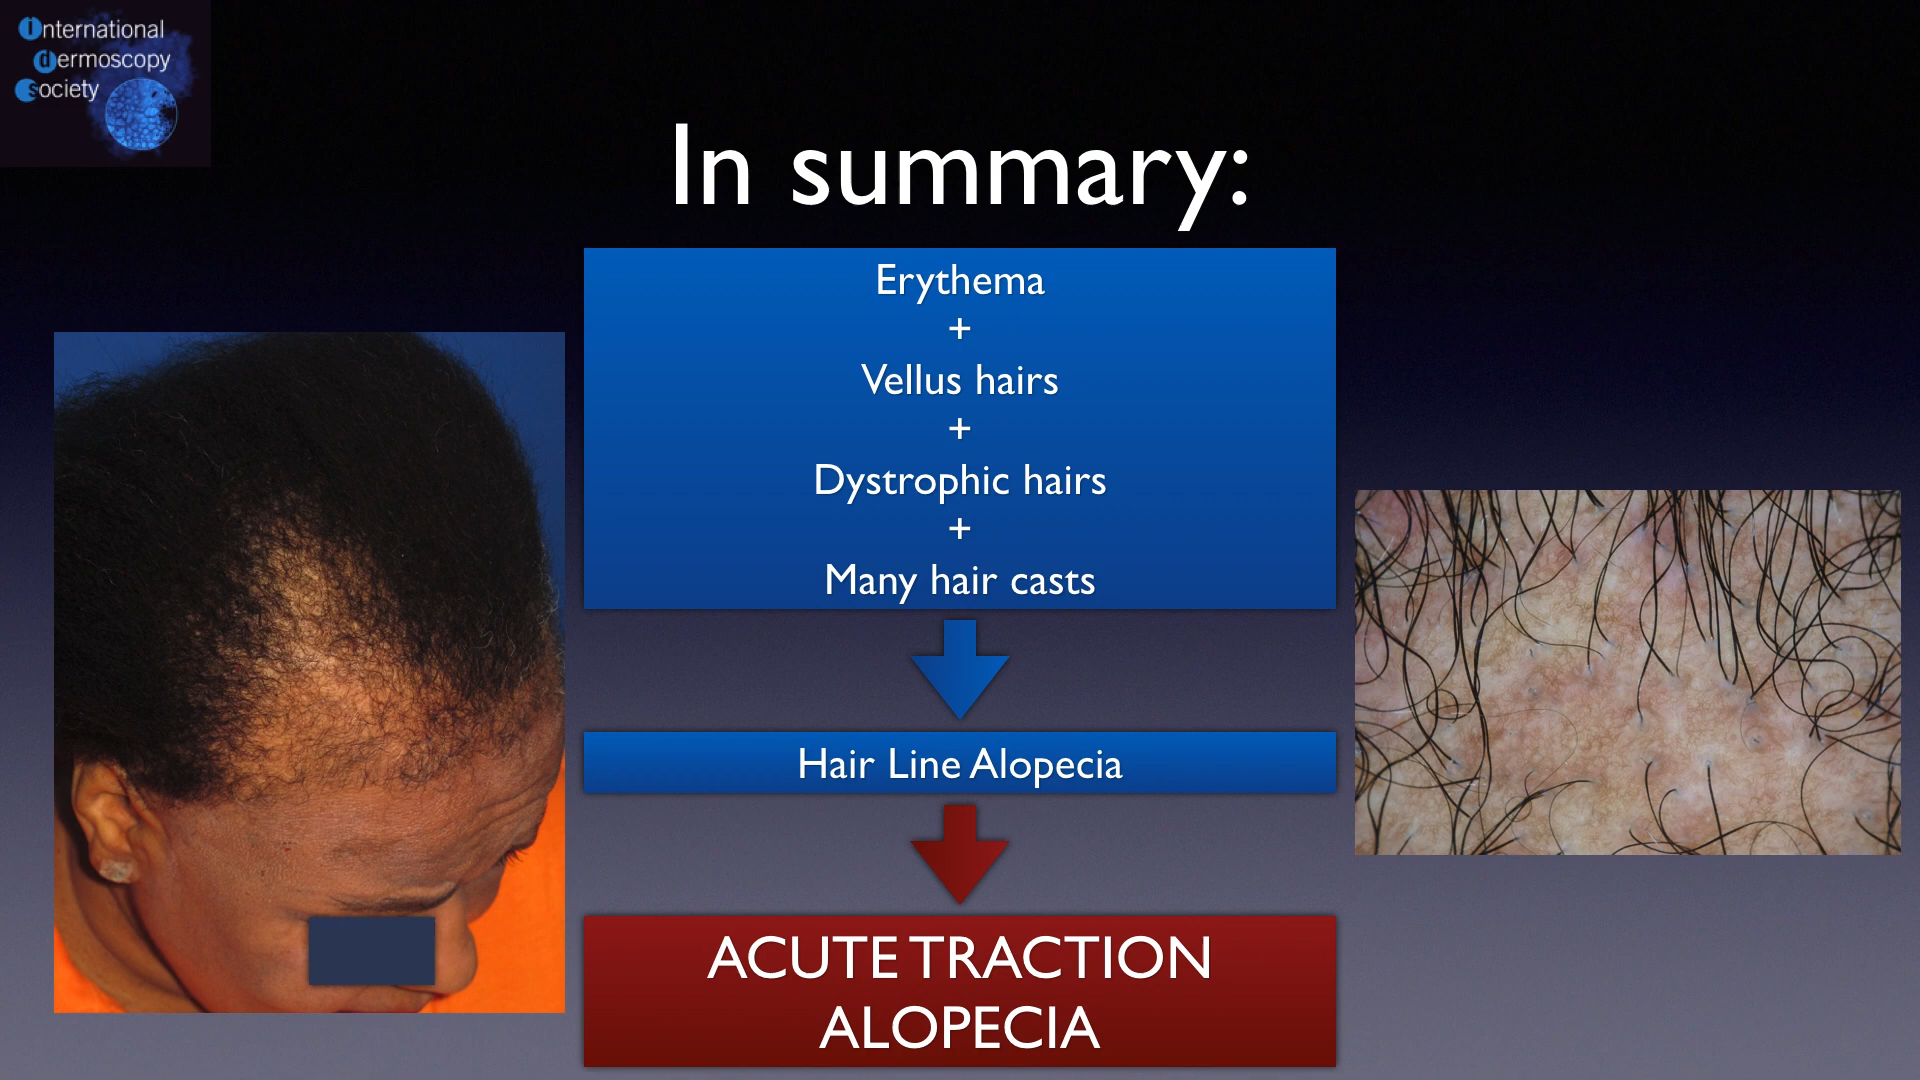 international
dermoscopy
society
In summary:
Erythema
+
Vellus hairs
+
Dystrophic hairs
+
Many hair casts
Hair Line Alopecia
ACUTE TRACTION
ALOPECIA